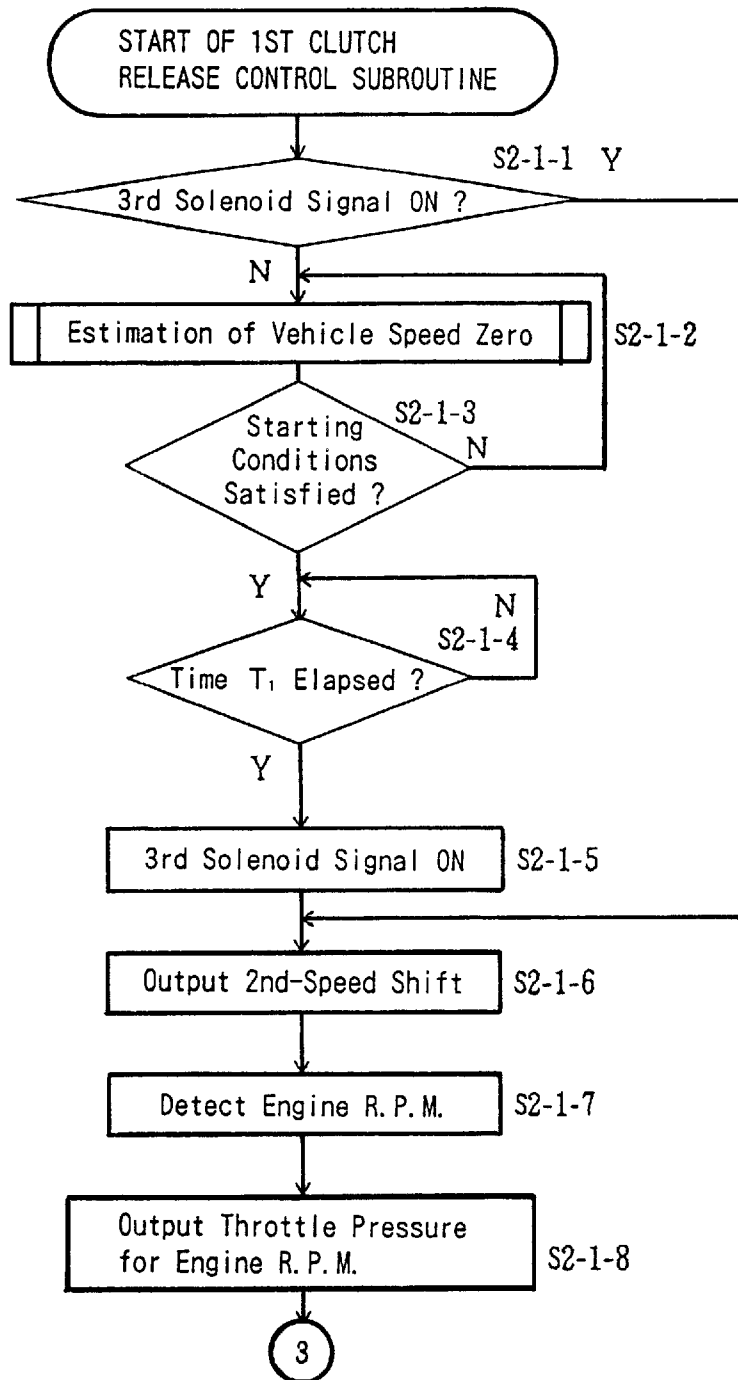 START OF 1ST CLUTCH
RELEASE CONTROL SUBROUTINE
S2-1-1 Y
3rd Solenoid Signal ON ?
N
Estimation of Vehicle Speed Zero
S2-1-2
S2-1-3
Starting
Conditions
Satisfied ?
N
Y
N
S2-1-4
Time T₁ Elapsed ?
Y
3rd Solenoid Signal ON
S2-1-5
Output 2nd-Speed Shift
S2-1-6
Detect Engine R.P.M.
S2-1-7
Output Throttle Pressure
for Engine R.P.M.
S2-1-8
3